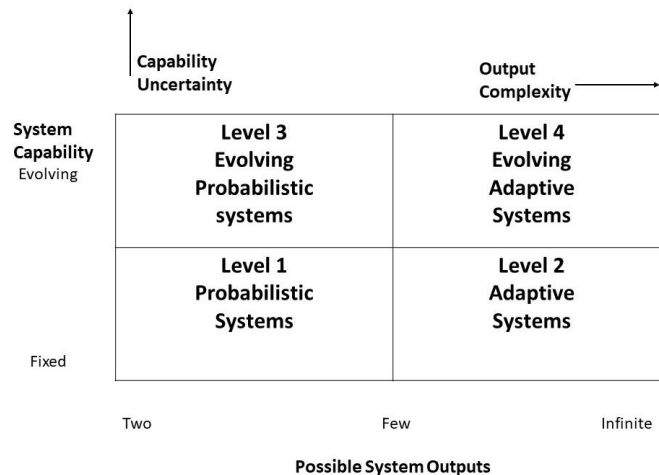 Capability
Uncertainty
Output
Complexity
System
Capability
Evolving
Level 3
Evolving
Probabilistic
systems
Level 4
Evolving
Adaptive
Systems
Level 1
Probabilistic
Systems
Level 2
Adaptive
Systems
Fixed
Two
Few
Infinite
Possible System Outputs